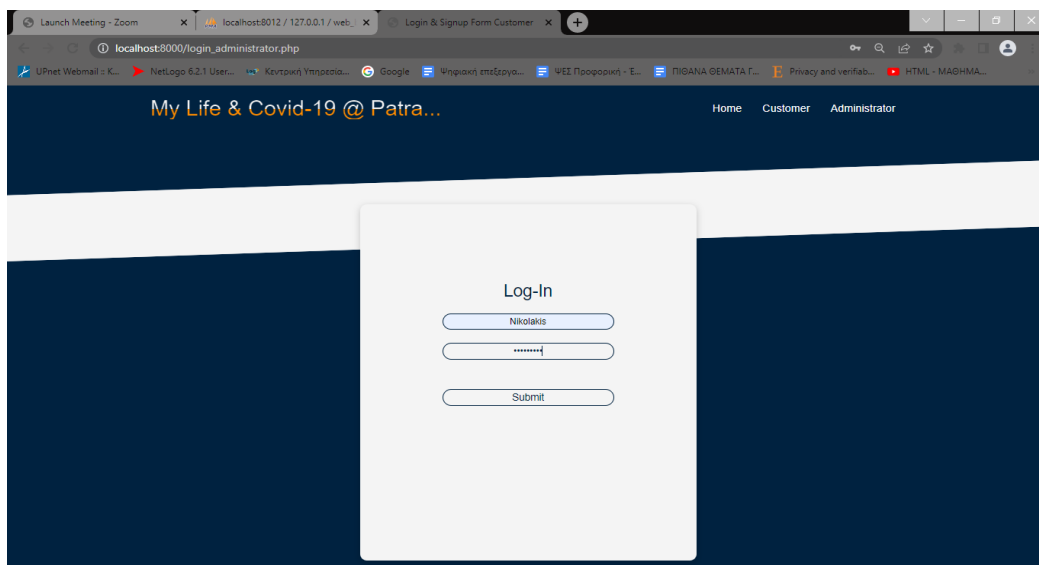 Launch Meeting - Zoom
localhost:8012 / 127.0.0.1 / web_
Login & Signup Form Customer
localhost:8000/login_administrator.php
UPnet Webmail :: K...
NetLogo 6.2.1 User...
Κεντρική Υπηρεσία...
Google
Ψηφιακή επεξεργα...
ΨΕΣ Προφορική - Έ...
ΠΙΘΑΝΑ ΘΕΜΑΤΑ Γ...
Privacy and verifiab...
HTML - ΜΑΘΗΜΑ...
My Life & Covid-19 @ Patra...
Home Customer Administrator
Log-In
Nikolakis
Submit